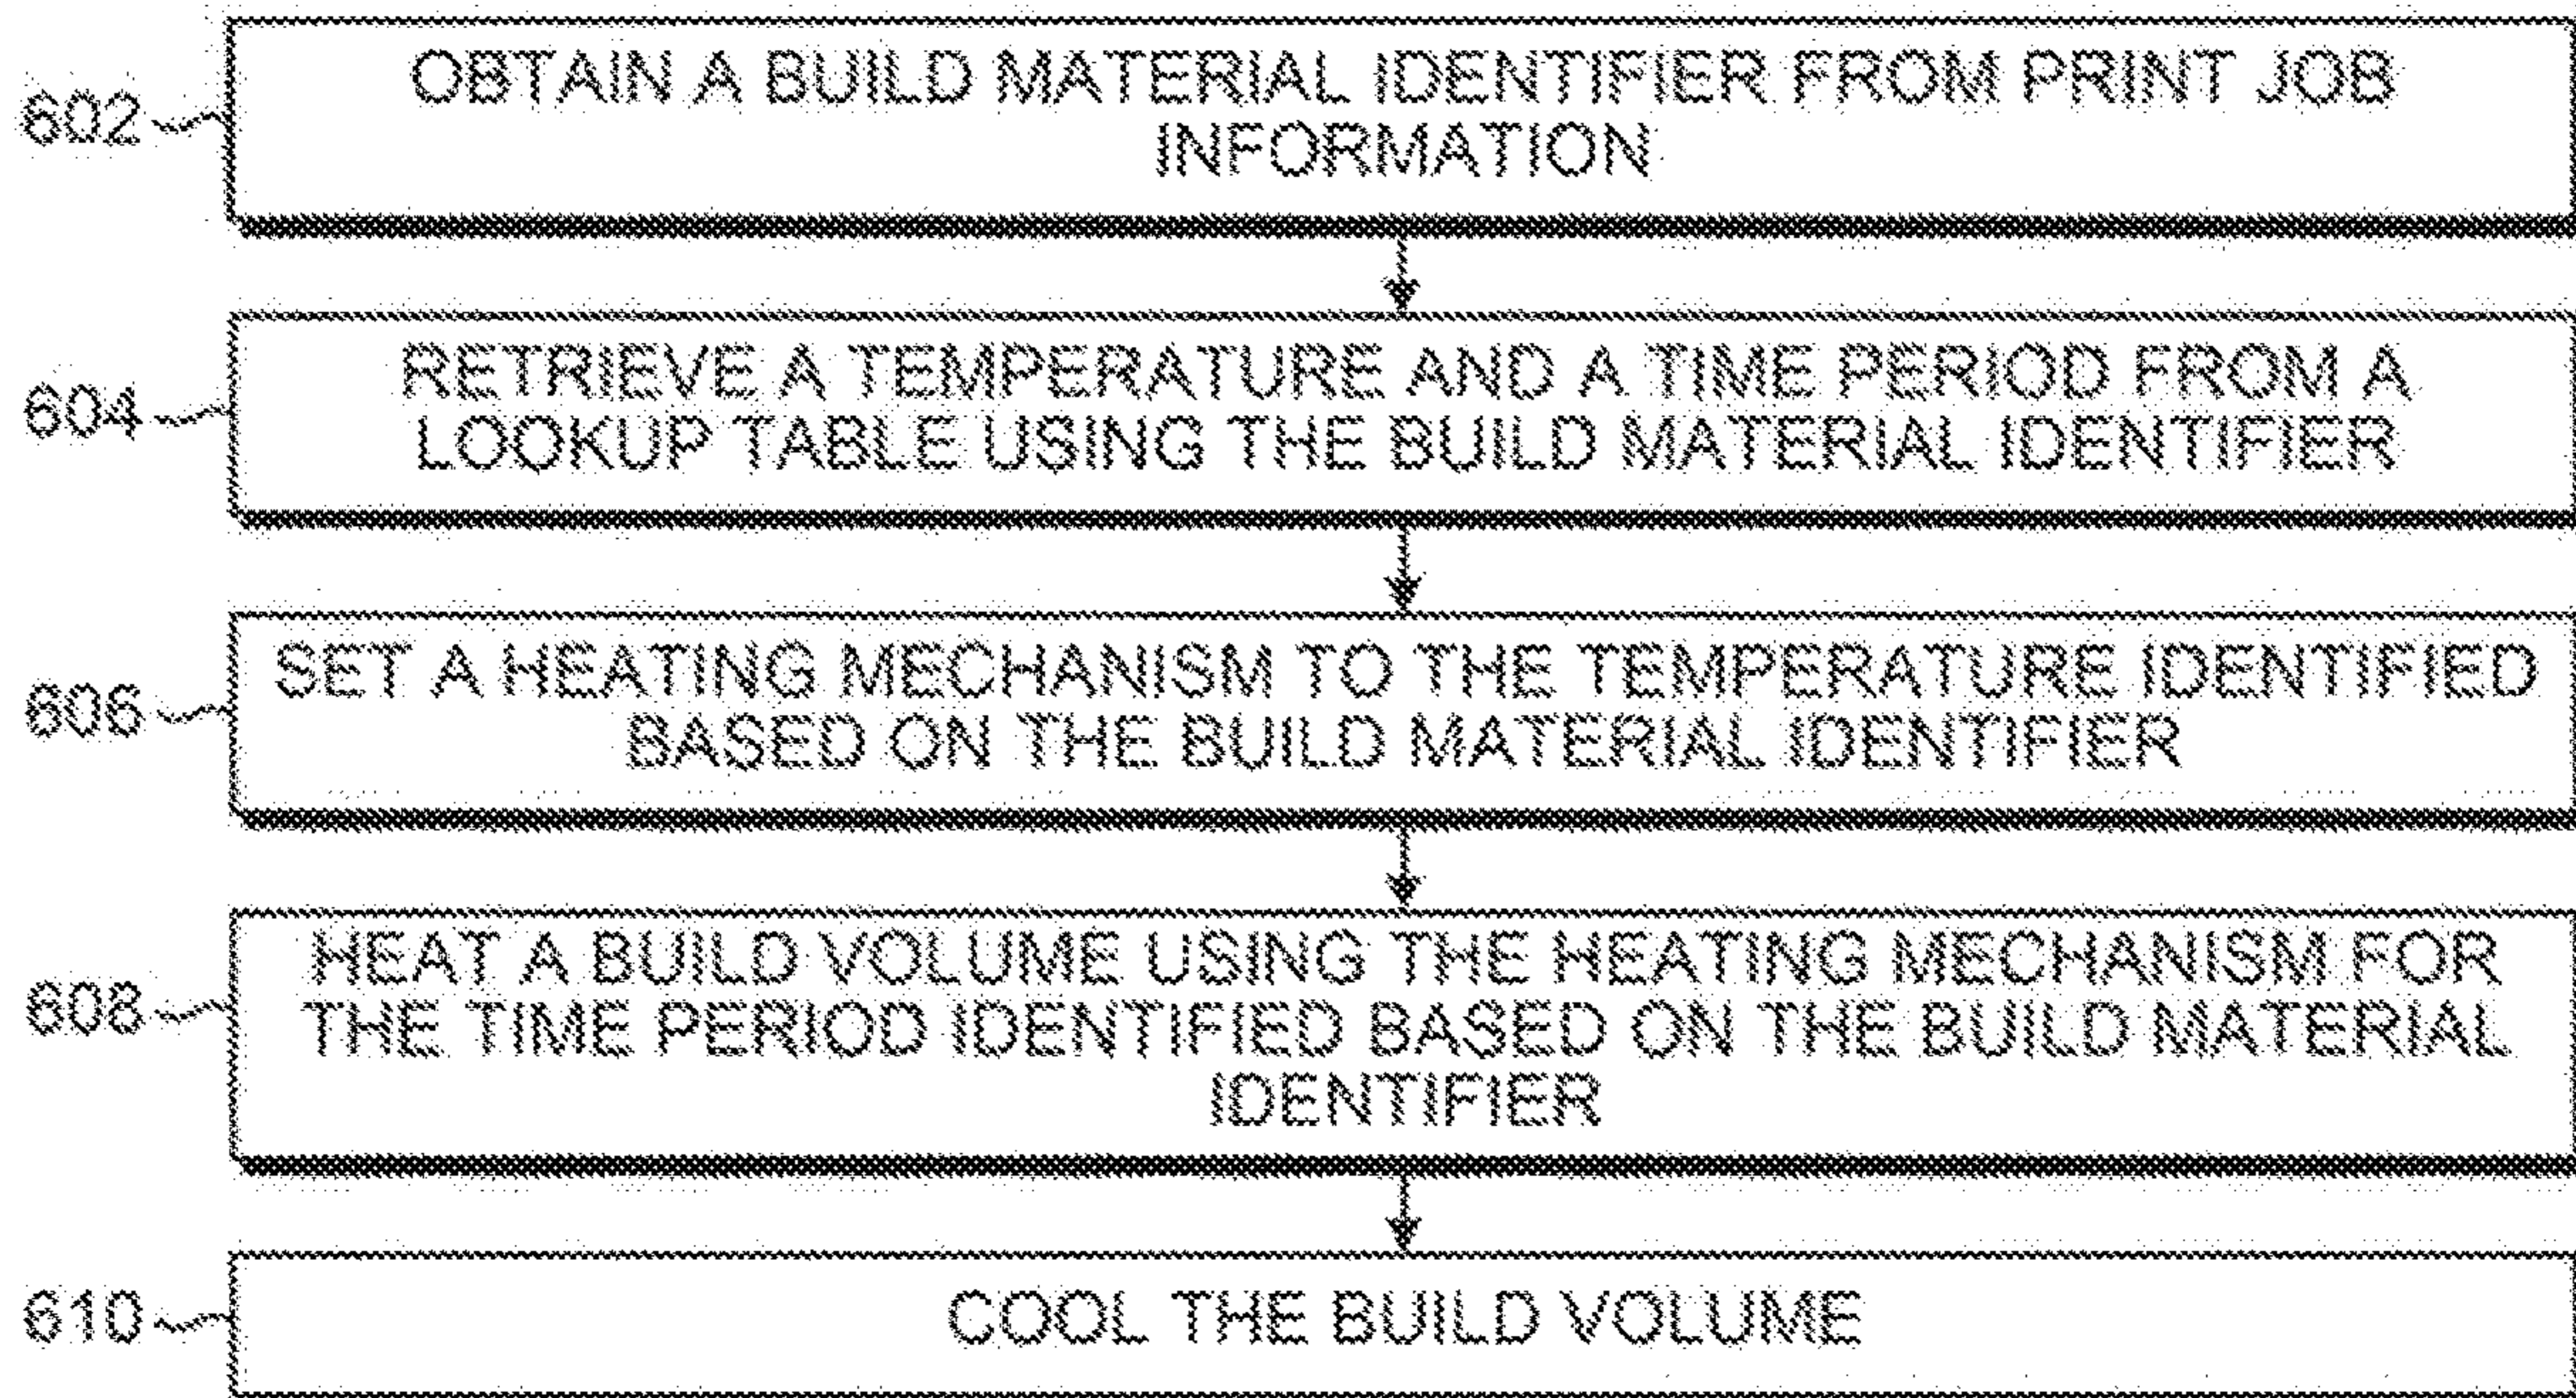 602
OBTAIN A BUILD MATERIAL IDENTIFIER FROM PRINT JOB
INFORMATION
604
RETRIEVE A TEMPERATURE AND A TIME PERIOD FROM A
LOOKUP TABLE USING THE BUILD MATERIAL IDENTIFIER
606
SET A HEATING MECHANISM TO THE TEMPERATURE IDENTIFIED
BASED ON THE BUILD MATERIAL IDENTIFIER
608
HEAT A BUILD VOLUME USING THE HEATING MECHANISM FOR
THE TIME PERIOD IDENTIFIED BASED ON THE BUILD MATERIAL
IDENTIFIER
610
COOL THE BUILD VOLUME